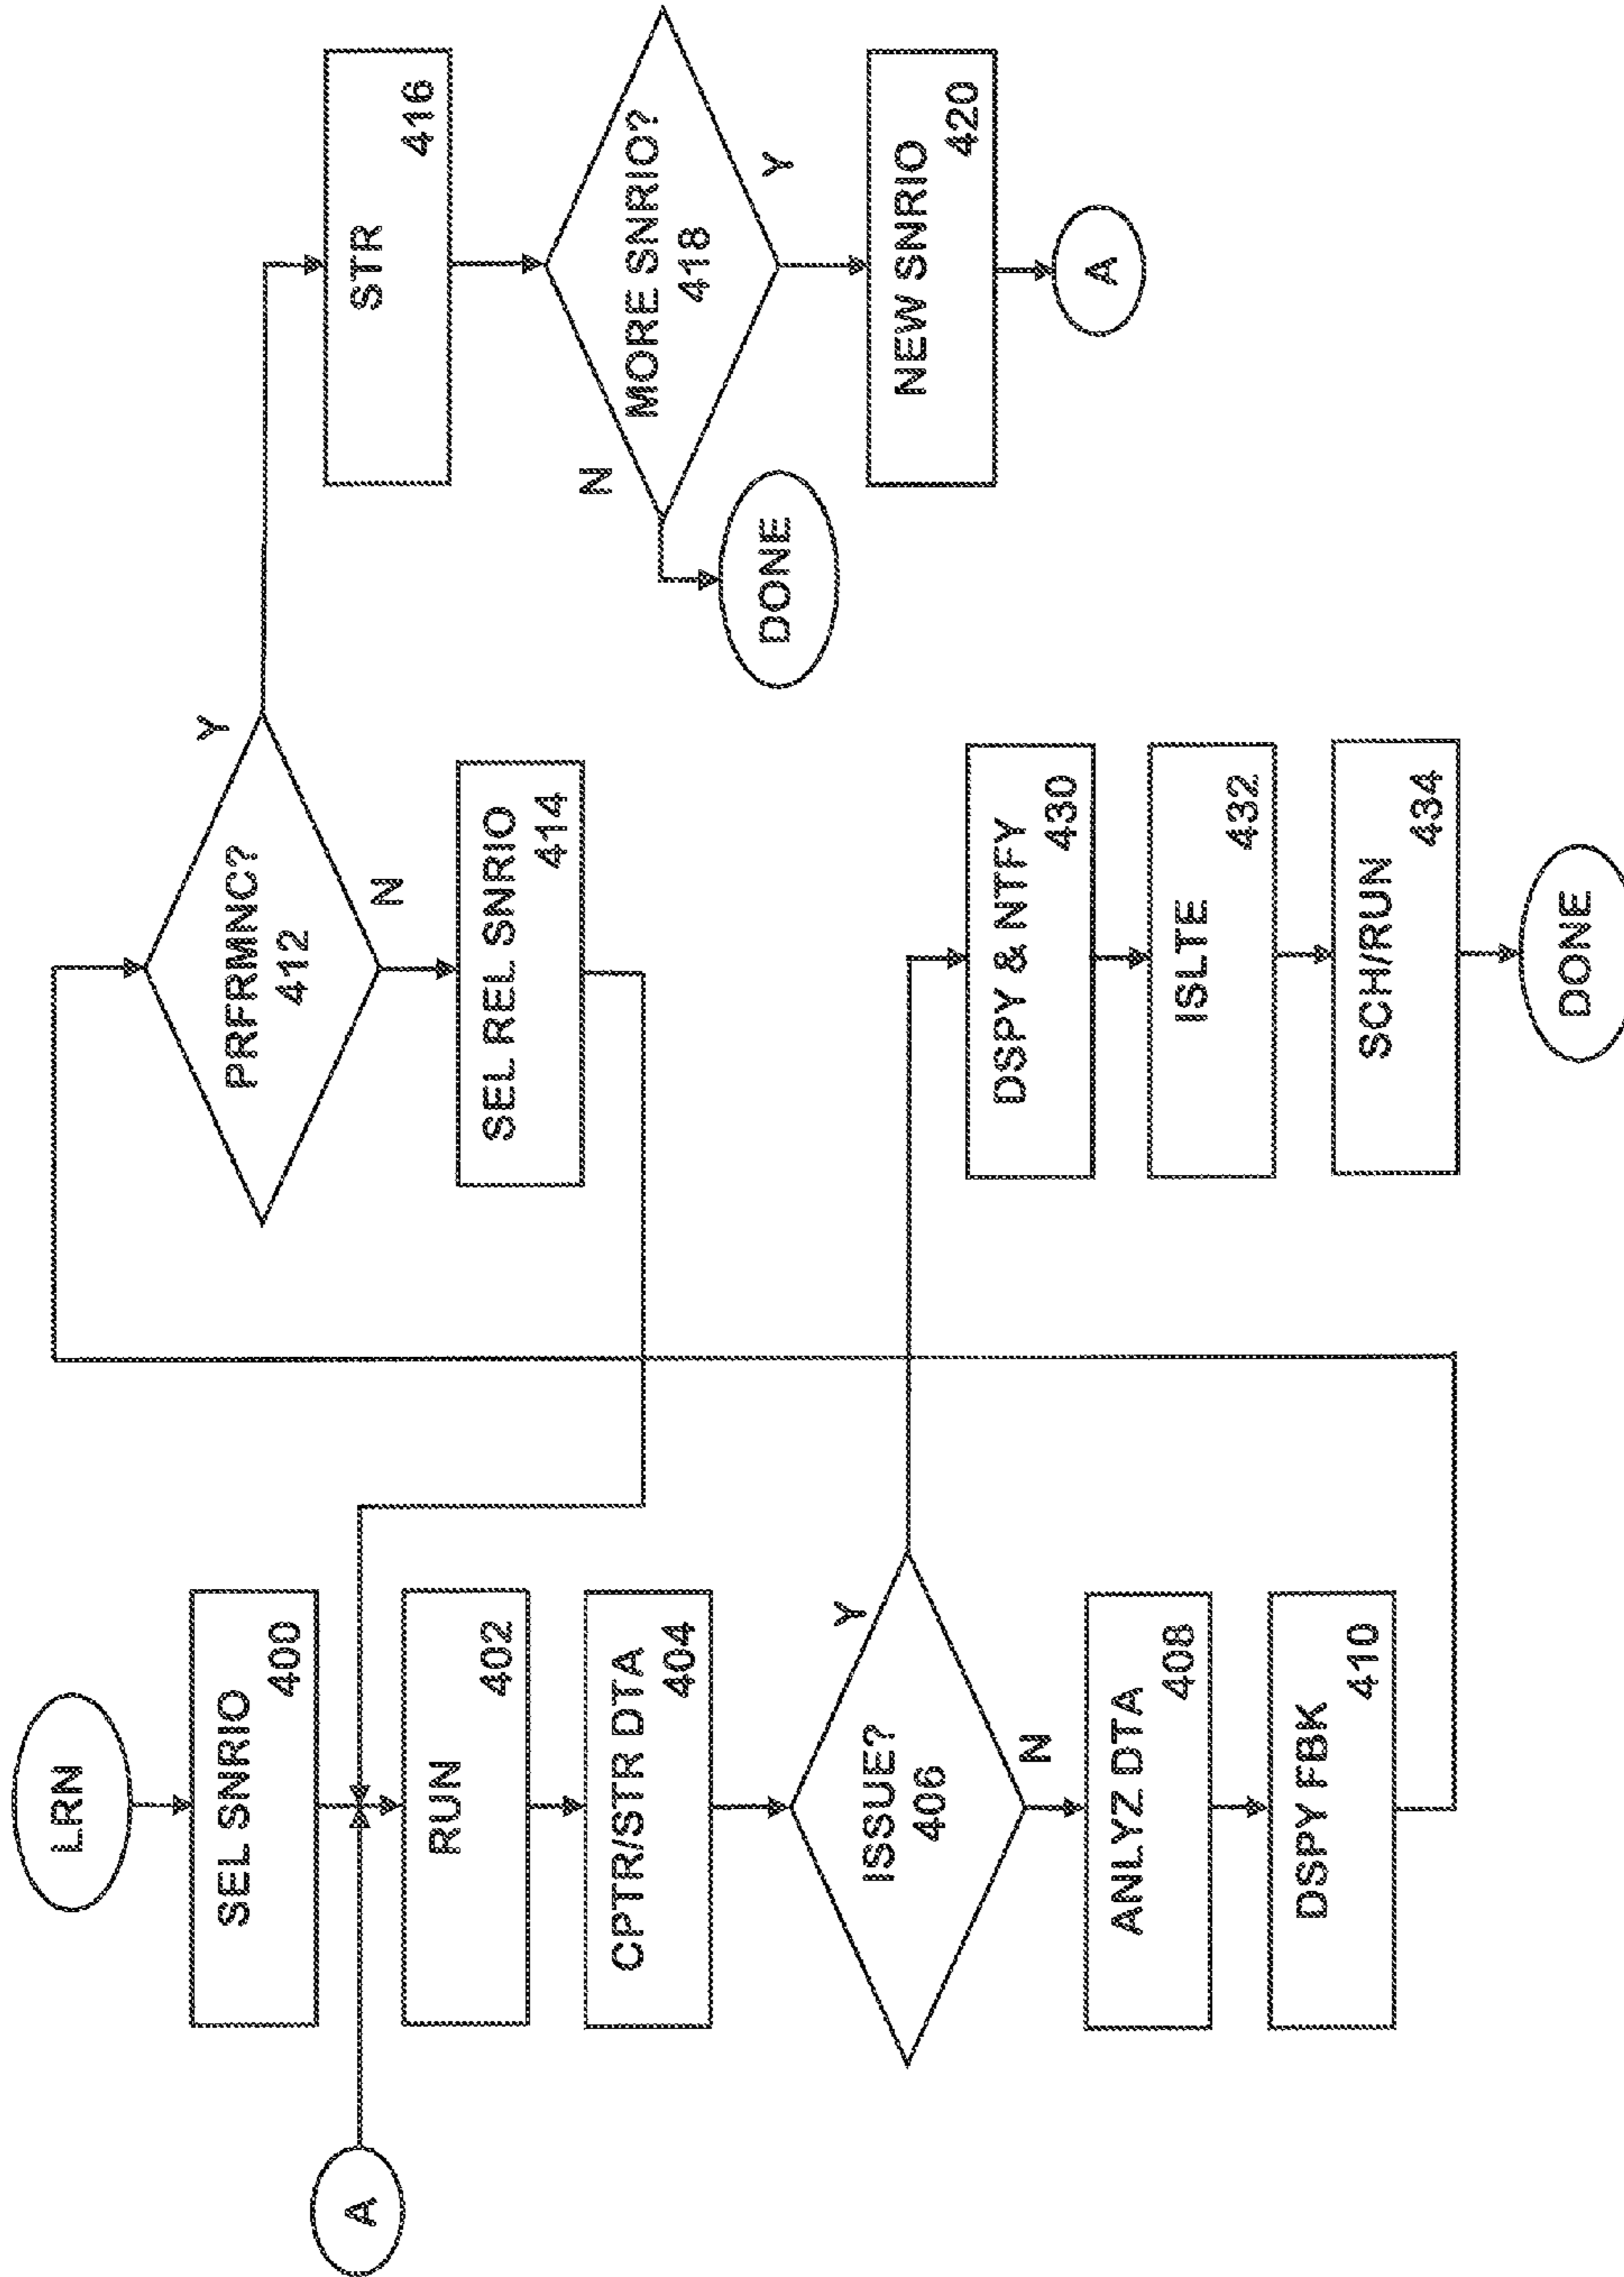 LRN
SEL SNRIO
400
A
RUN
402
CPTR/STR DTA
404
ISSUE?
406
Y
N
ANLYZ DTA
408
DSPY FBK
410
PRFRMNC?
412
Y
N
SEL REL SNRIO
414
DSPY & NTFY
430
ISLTE
432
SCH/RUN
434
DONE
STR
416
MORE SNRIO?
418
N
Y
DONE
NEW SNRIO
420
A